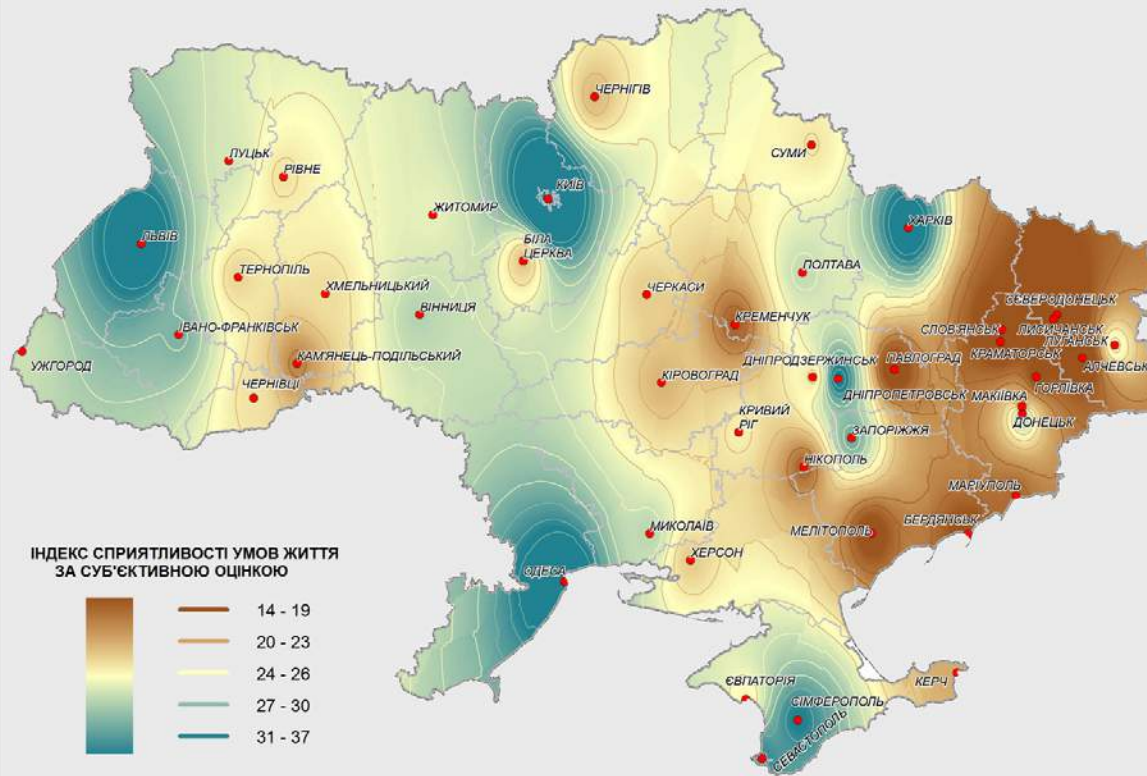 ЧЕРНІГІВ
СУМИ
ЛУЦЬК
РІВНЕ
КИЇВ
ЖИТОМИР
ХАРКІВ
ЛЬВІВ
БІЛА
ЦЕРКВА
ТЕРНОПІЛЬ
ПОЛТАВА
ХМЕЛЬНИЦЬКИЙ
ЧЕРКАСИ
ВІННИЦЯ
СЄВЕРОДОНЕЦЬК
КРЕМЕНЧУК
ІВАНО-ФРАНКІВСЬК
СЛОВ'ЯНСЬК
ЛИСИЧАНСЬК
ЛУГАНСЬК
КРАМАТОРСЬК
УЖГОРОД
КАМ'ЯНЕЦЬ-ПОДІЛЬСЬКИЙ
ДНІПРОДЗЕРЖИНСЬК
ПАВЛОГРАД
АЛЧЕВСЬК
КІРОВОГРАД
ГОРЛІВКА
ЧЕРНІВЦІ
ДНІПРОПЕТРОВСЬК
МАКІЇВКА
КРИВИЙ
РІГ
ДОНЕЦЬК
ЗАПОРІЖЖЯ
НІКОПОЛЬ
МАРІУПОЛЬ
МИКОЛАЇВ
МЕЛІТОПОЛЬ
БЕРДЯНСЬК
ХЕРСОН
ОДЕСА
ІНДЕКС СПРИЯТЛИВОСТІ УМОВ ЖИТТЯ
ЗА СУБ'ЄКТИВНОЮ ОЦІНКОЮ
14 - 19
20 - 23
24 - 26
27 - 30
31 - 37
ЄВПАТОРІЯ
КЕРЧ
СІМФЕРОПОЛЬ
СЕВАСТОПОЛЬ